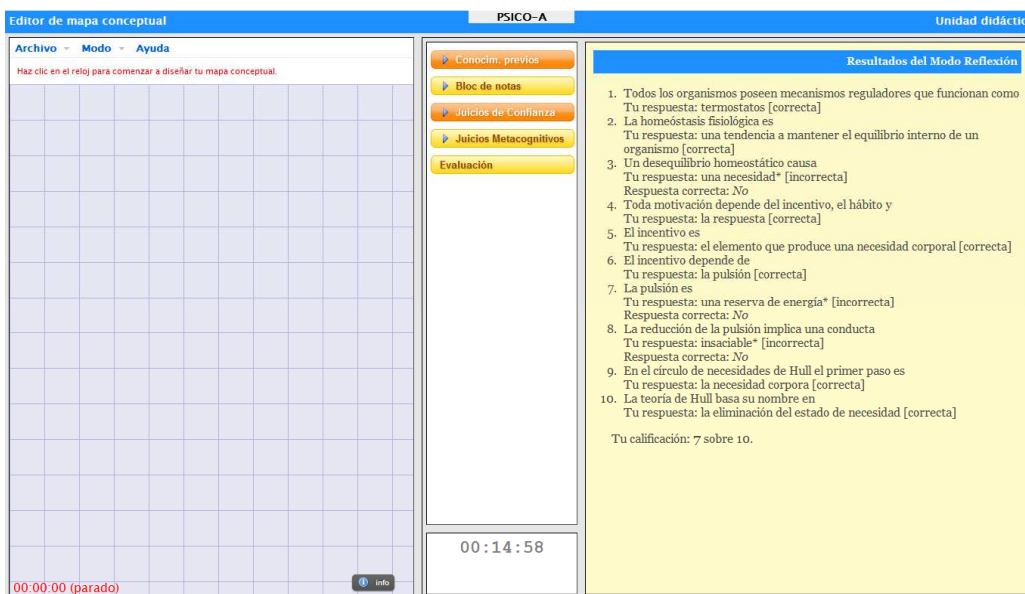 PSICO-A
Editor de mapa conceptual
Unidad didáctic
Archivo Modo Ayuda
Haz clic en el reloj para comenzar a diseñar tu mapa conceptual.
00:00:00 (parado)
info
Conocim. previos
Bloc de notas
Juicios de Confianza
Juicios Metacognitivos
Evaluación
00:14:58
Resultados del Modo Reflexión
1. Todos los organismos poseen mecanismos reguladores que funcionan como
Tu respuesta: termostatos [correcta]
2. La homeóstasis fisiológica es
Tu respuesta: una tendencia a mantener el equilibrio interno de un
organismo [correcta]
3. Un desequilibrio homeostático causa
Tu respuesta: una necesidad* [incorrecta]
Respuesta correcta: No
4. Toda motivación depende del incentivo, el hábito y
Tu respuesta: la respuesta [correcta]
5. El incentivo es
Tu respuesta: el elemento que produce una necesidad corporal [correcta]
6. El incentivo depende de
Tu respuesta: la pulsión [correcta]
7. La pulsión es
Tu respuesta: una reserva de energía* [incorrecta]
Respuesta correcta: No
8. La reducción de la pulsión implica una conducta
Tu respuesta: insaciable* [incorrecta]
Respuesta correcta: No
9. En el círculo de necesidades de Hull el primer paso es
Tu respuesta: la necesidad corpora [correcta]
10. La teoría de Hull basa su nombre en
Tu respuesta: la eliminación del estado de necesidad [correcta]
Tu calificación: 7 sobre 10.